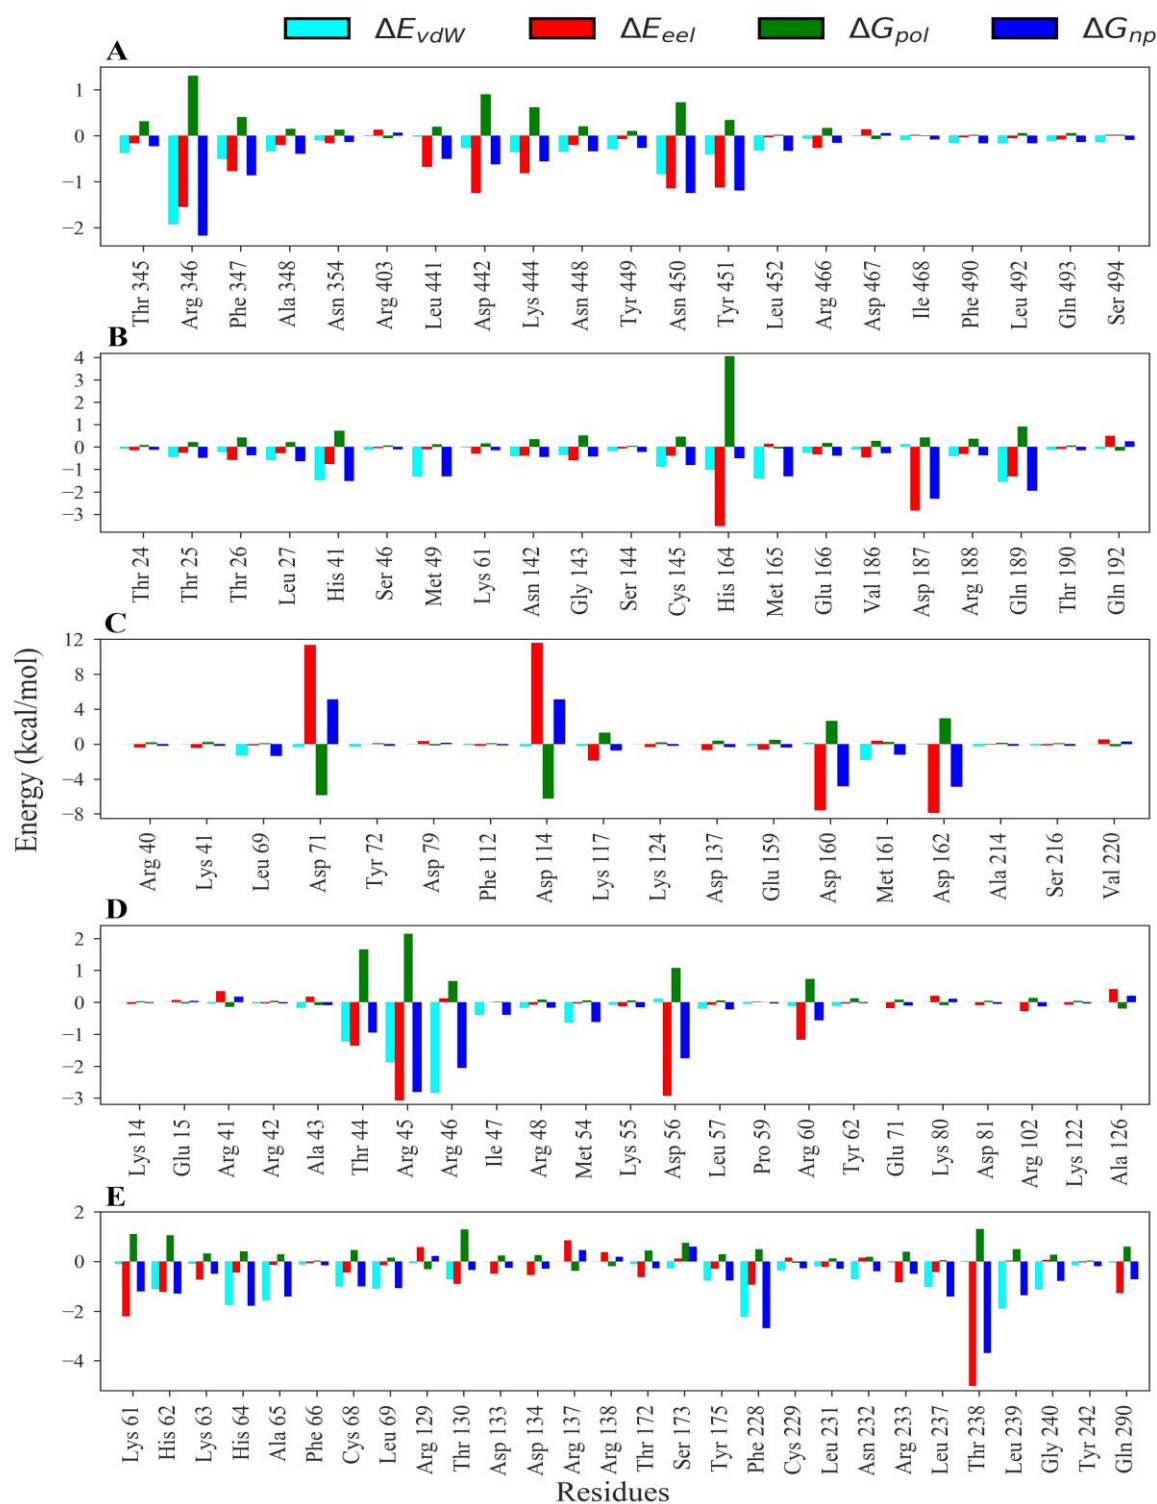 ΔE_vdW ΔE_eel ΔG_pol ΔG_np
A
1
0
−1
−2
Thr 345 Arg 346 Phe 347 Ala 348 Asn 354 Arg 403 Leu 441 Asp 442 Lys 444 Asn 448 Tyr 449 Asn 450 Tyr 451 Leu 452 Arg 466 Asp 467 Ile 468 Phe 490 Leu 492 Gln 493 Ser 494
B
4
3
2
1
0
−1
−2
−3
Thr 24 Thr 25 Thr 26 Leu 27 His 41 Ser 46 Met 49 Lys 61 Asn 142 Gly 143 Ser 144 Cys 145 His 164 Met 165 Glu 166 Val 186 Asp 187 Arg 188 Gln 189 Thr 190 Gln 192
C
Energy (kcal/mol)
12
8
4
0
−4
−8
Arg 40 Lys 41 Leu 69 Asp 71 Tyr 72 Asp 79 Phe 112 Asp 114 Lys 117 Lys 124 Asp 137 Glu 159 Asp 160 Met 161 Asp 162 Ala 214 Ser 216 Val 220
D
2
1
0
−1
−2
−3
Lys 14 Glu 15 Arg 41 Arg 42 Ala 43 Thr 44 Arg 45 Arg 46 Ile 47 Arg 48 Met 54 Lys 55 Asp 56 Leu 57 Pro 59 Arg 60 Tyr 62 Glu 71 Lys 80 Asp 81 Arg 102 Lys 122 Ala 126
E
2
0
−2
−4
Lys 61 His 62 Lys 63 His 64 Ala 65 Phe 66 Cys 68 Leu 69 Arg 129 Thr 130 Asp 133 Asp 134 Arg 137 Arg 138 Thr 172 Ser 173 Tyr 175 Phe 228 Cys 229 Leu 231 Asn 232 Arg 233 Leu 237 Thr 238 Leu 239 Gly 240 Tyr 242 Gln 290
Residues